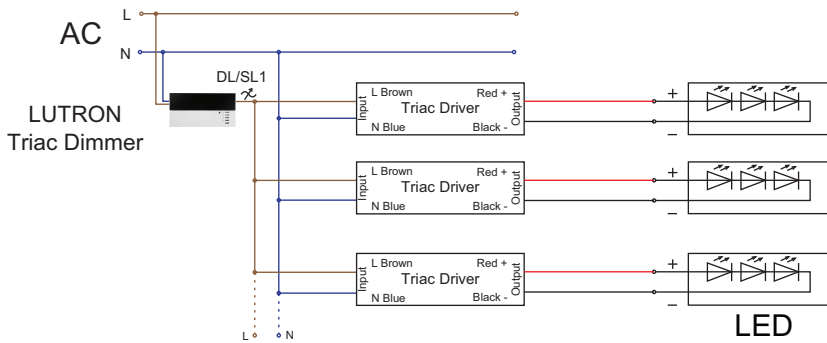 L
AC
N
DL/SL1
LUTRON
Triac Dimmer
Input
L Brown
N Blue
Triac Driver
Red +
Black -
Output
+
−
Input
L Brown
N Blue
Triac Driver
Red +
Black -
Output
+
−
Input
L Brown
N Blue
Triac Driver
Red +
Black -
Output
+
−
LED
L
N